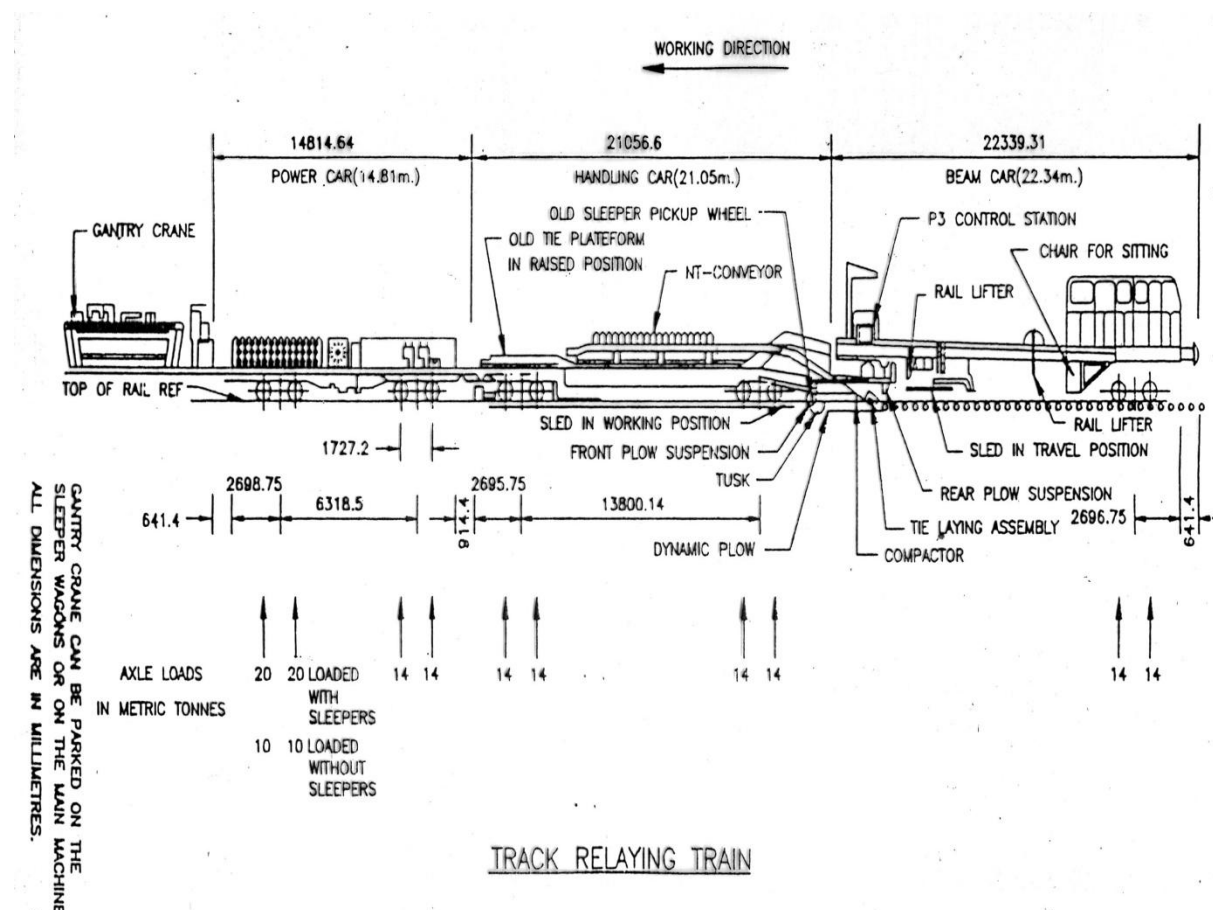 WORKING DIRECTION
14814.64
21056.6
22339.31
POWER CAR(14.81m.)
HANDLING CAR(21.05m.)
BEAM CAR(22.34m.)
GANTRY CRANE
OLD SLEEPER PICKUP WHEEL
OLD TIE PLATEFORM
IN RAISED POSITION
NT-CONVEYOR
P3 CONTROL STATION
CHAIR FOR SITTING
RAIL LIFTER
TOP OF RAIL REF
SLED IN WORKING POSITION
FRONT PLOW SUSPENSION
TUSK
DYNAMIC PLOW
RAIL LIFTER
SLED IN TRAVEL POSITION
REAR PLOW SUSPENSION
TIE LAYING ASSEMBLY
COMPACTOR
1727.2
641.4
2698.75
6318.5
914.4
2695.75
13800.14
2696.75
641.4
AXLE LOADS
IN METRIC TONNES
20 20 LOADED
WITH
SLEEPERS
14 14
14 14
14 14
14 14
10 10 LOADED
WITHOUT
SLEEPERS
GANTRY CRANE CAN BE PARKED ON THE
SLEEPER WAGONS OR ON THE MAIN MACHINE
ALL DIMENSIONS ARE IN MILLIMETRES.
TRACK RELAYING TRAIN